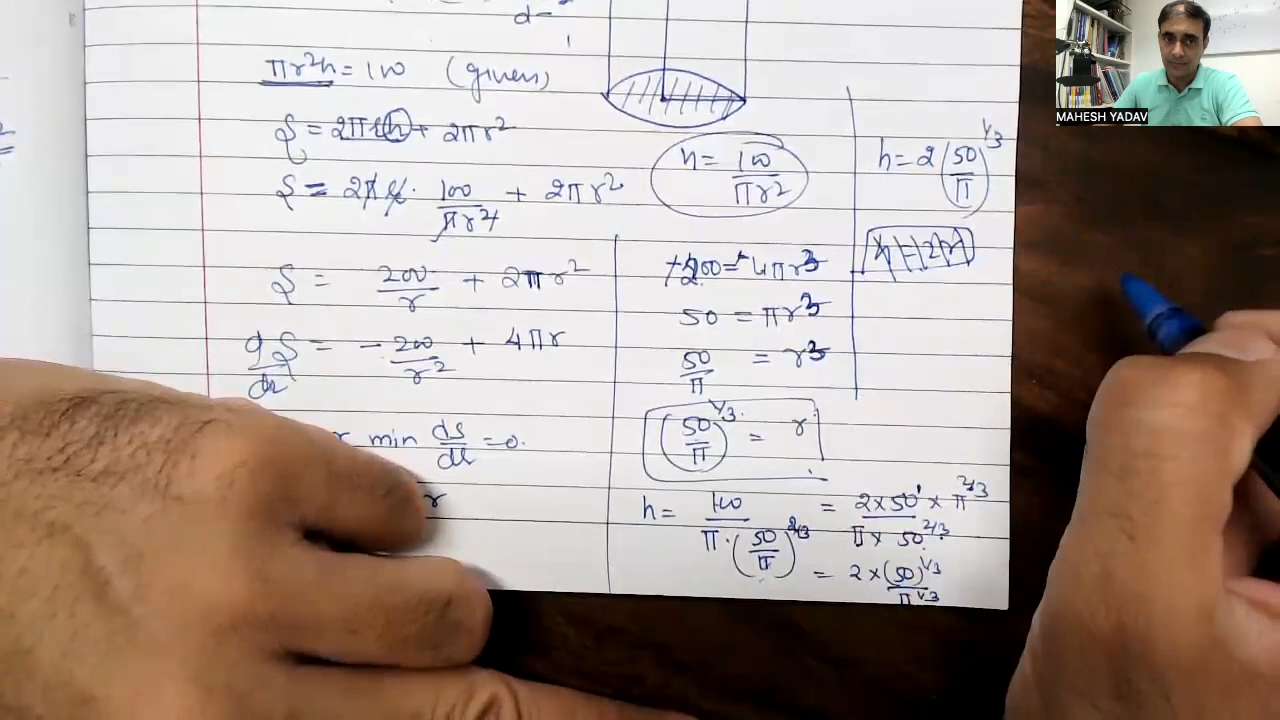 d-
πr²h = 100 (given)
S = 2πrh + 2πr²
S = 2πr. 100/πr² + 2πr²
S = 200/r + 2πr²
dS/dr = -200/r² + 4πr
min dS/dr = 0.
r
h = 100/πr²
+200 = +4πr³
50 = πr³
50/π = r³
(50/π)^1/3 = r
h = 100/π.(50/π)^2/3 = 2×50¹×π^2/3/π×50^2/3
= 2×(50)^1/3/π^1/3
h = 2(50/π)^1/3
h = 2r
MAHESH YADAV